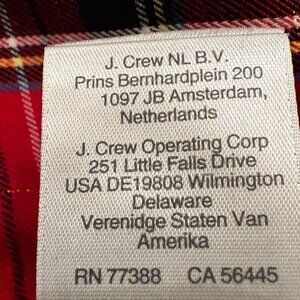 J. Crew NL B.V.
Prins Bernhardplein 200
1097 JB Amsterdam,
Netherlands
J. Crew Operating Corp
251 Little Falls Drive
USA DE19808 Wilmington
Delaware
Verenidge Staten Van
Amerika
RN 77388 CA 56445